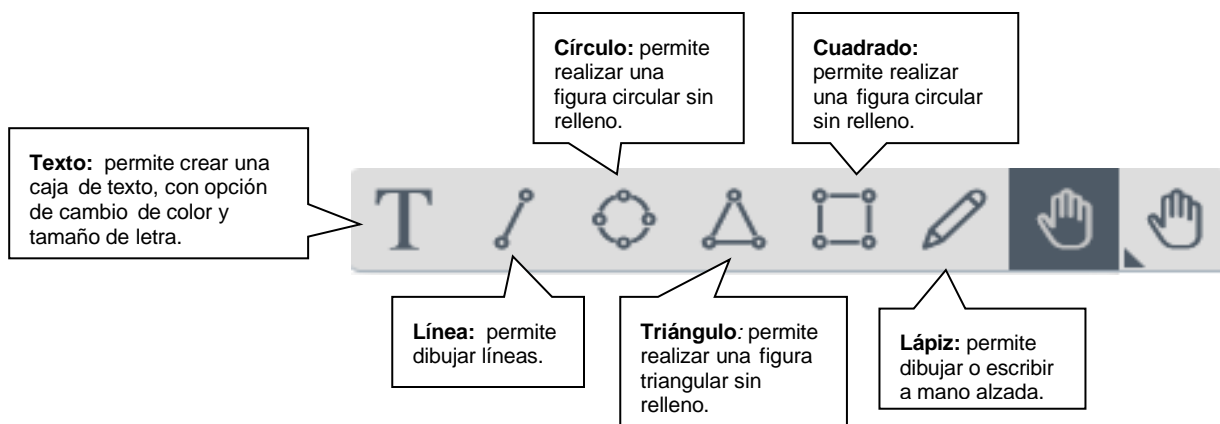 Círculo: permite
realizar una
figura circular sin
relleno.
Cuadrado:
permite realizar
una figura circular
sin relleno.
Texto: permite crear una
caja de texto, con opción
de cambio de color y
tamaño de letra.
T
Línea: permite
dibujar líneas.
Triángulo: permite
realizar una figura
triangular sin
relleno.
Lápiz: permite
dibujar o escribir
a mano alzada.